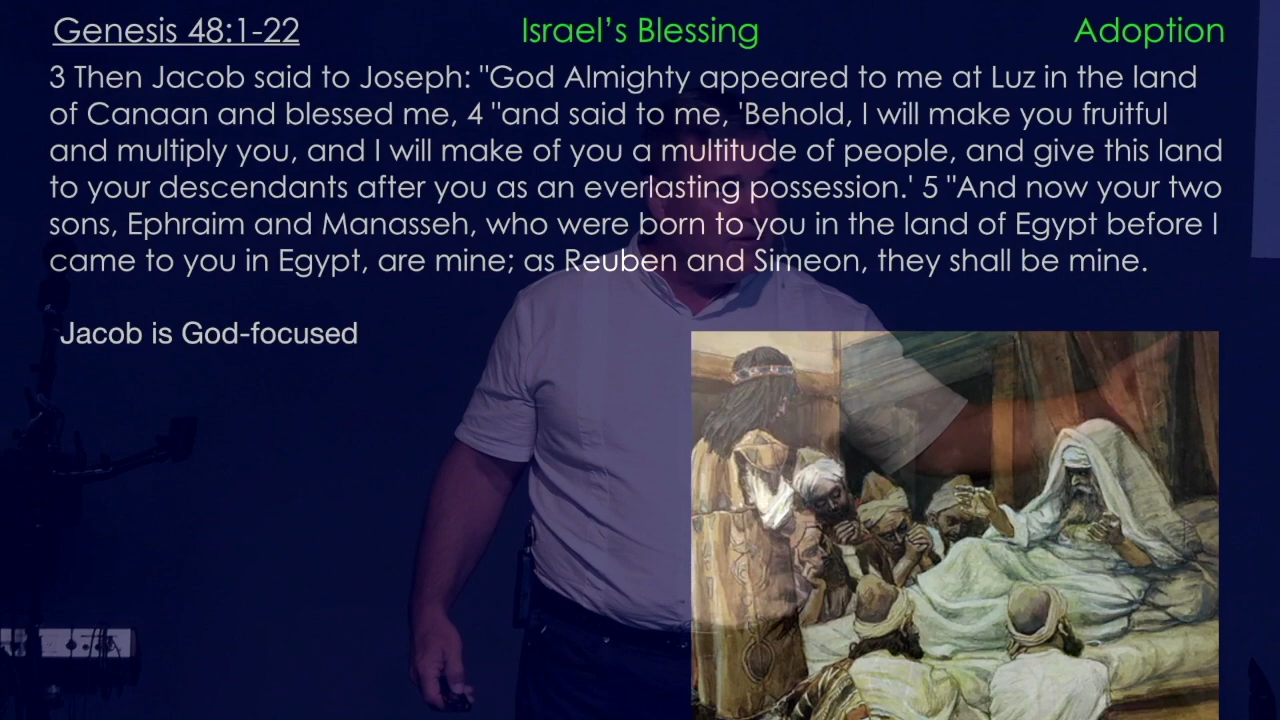 Genesis 48:1-22 Israel’s Blessing Adoption
3 Then Jacob said to Joseph: "God Almighty appeared to me at Luz in the land
of Canaan and blessed me, 4 "and said to me, 'Behold, I will make you fruitful
and multiply you, and I will make of you a multitude of people, and give this land
to your descendants after you as an everlasting possession.' 5 "And now your two
sons, Ephraim and Manasseh, who were born to you in the land of Egypt before I
came to you in Egypt, are mine; as Reuben and Simeon, they shall be mine.
Jacob is God-focused